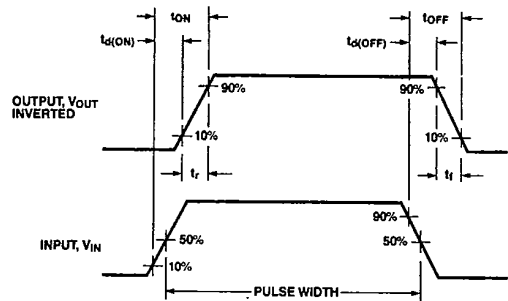 tON
tOFF
td(ON)
td(OFF)
OUTPUT, VOUT
INVERTED
90%
90%
10%
10%
tr
tf
INPUT, VIN
90%
50%
50%
10%
PULSE WIDTH